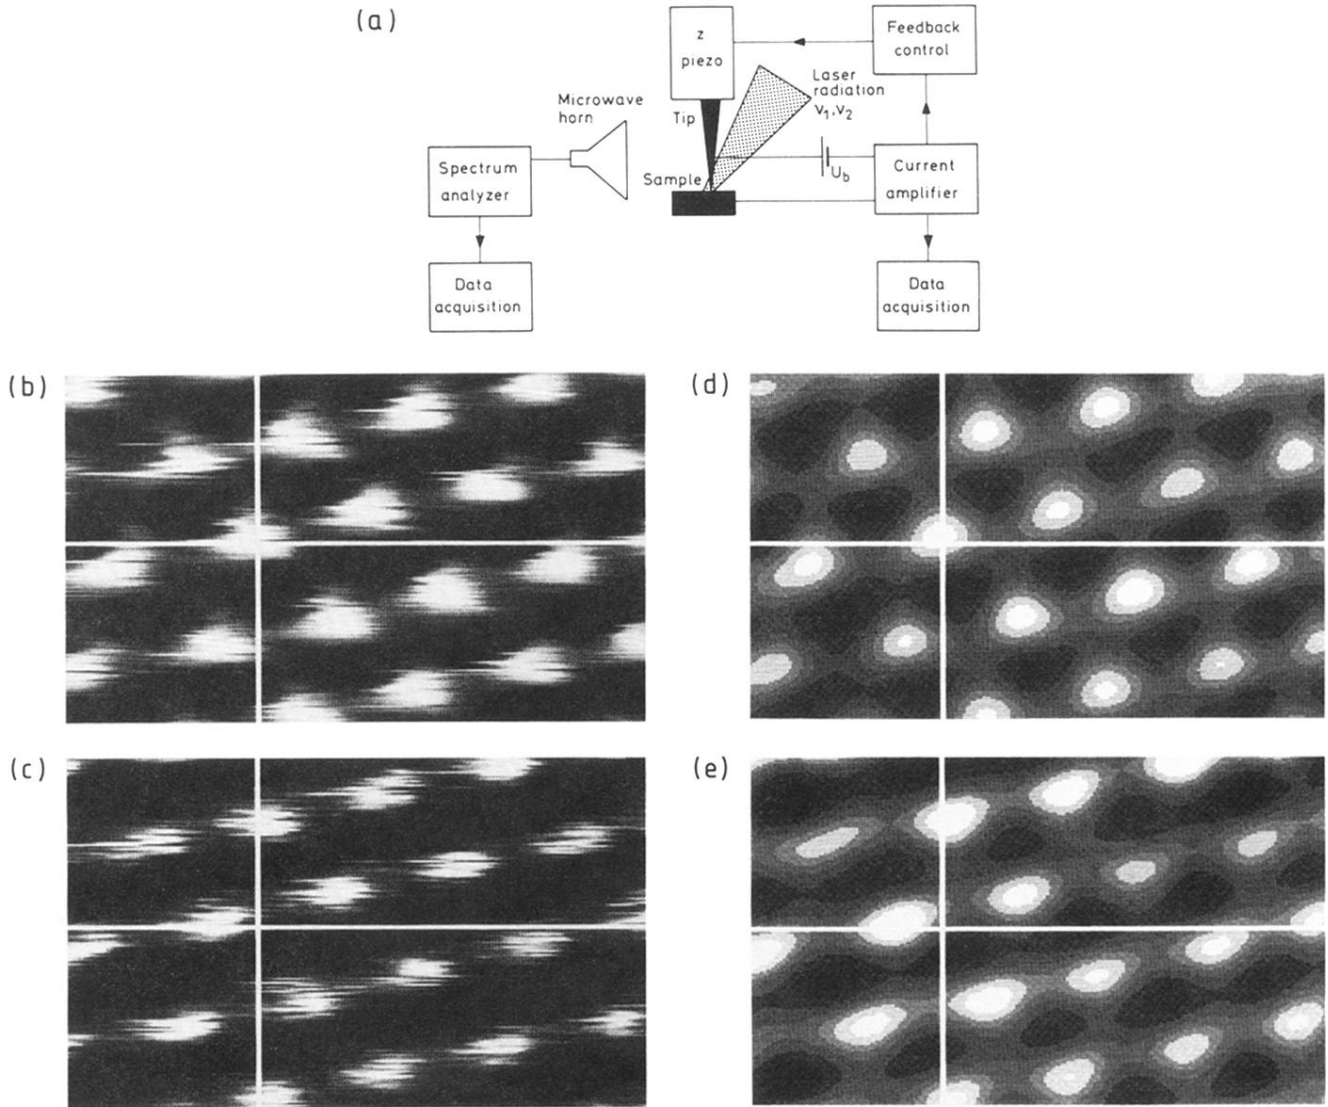 (a)
z
piezo
Feedback
control
Laser
radiation
ν₁,ν₂
Microwave
horn
Tip
Spectrum
analyzer
Sample
U_b
Current
amplifier
Data
acquisition
Data
acquisition
(b)
(d)
(c)
(e)